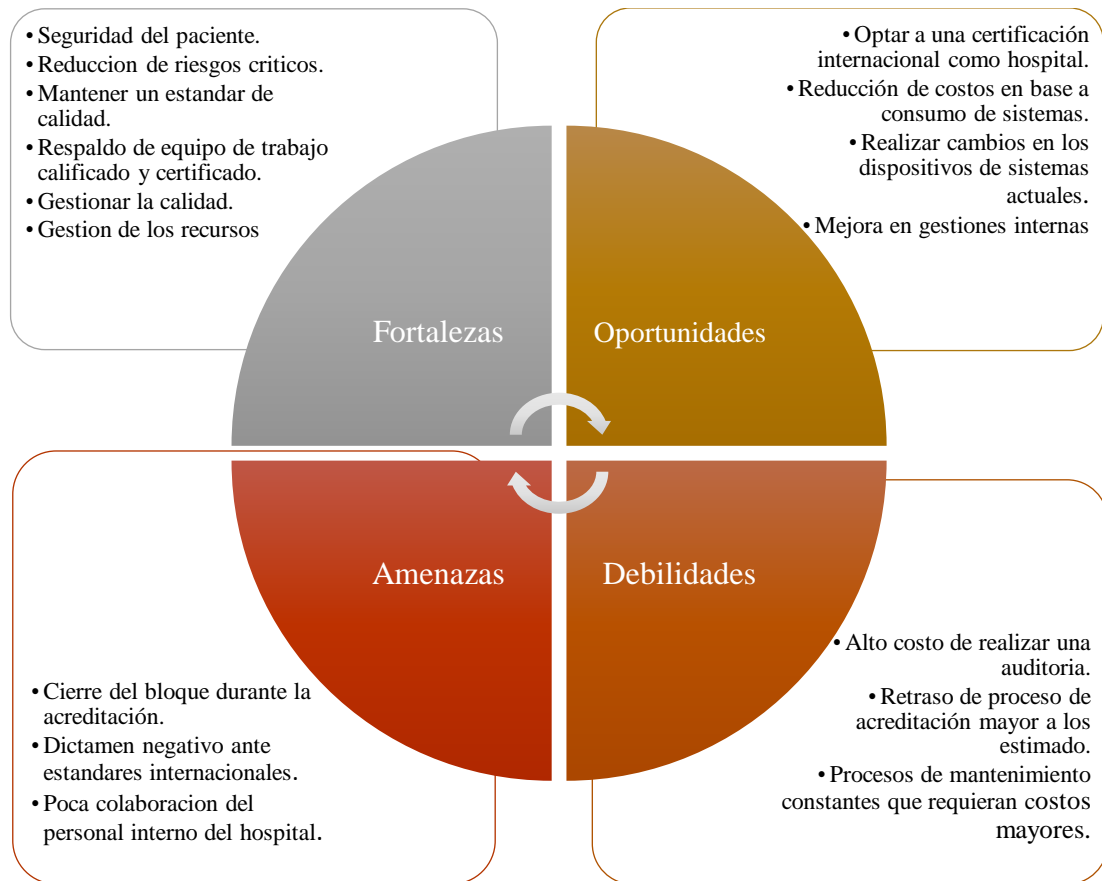 • Seguridad del paciente.
• Reduccion de riesgos criticos.
• Mantener un estandar de
calidad.
• Respaldo de equipo de trabajo
calificado y certificado.
• Gestionar la calidad.
• Gestion de los recursos
• Optar a una certificación
internacional como hospital.
• Reducción de costos en base a
consumo de sistemas.
• Realizar cambios en los
dispositivos de sistemas
actuales.
• Mejora en gestiones internas
Fortalezas
Oportunidades
Amenazas
Debilidades
• Cierre del bloque durante la
acreditación.
• Dictamen negativo ante
estandares internacionales.
• Poca colaboracion del
personal interno del hospital.
• Alto costo de realizar una
auditoria.
• Retraso de proceso de
acreditación mayor a los
estimado.
• Procesos de mantenimiento
constantes que requieran costos
mayores.